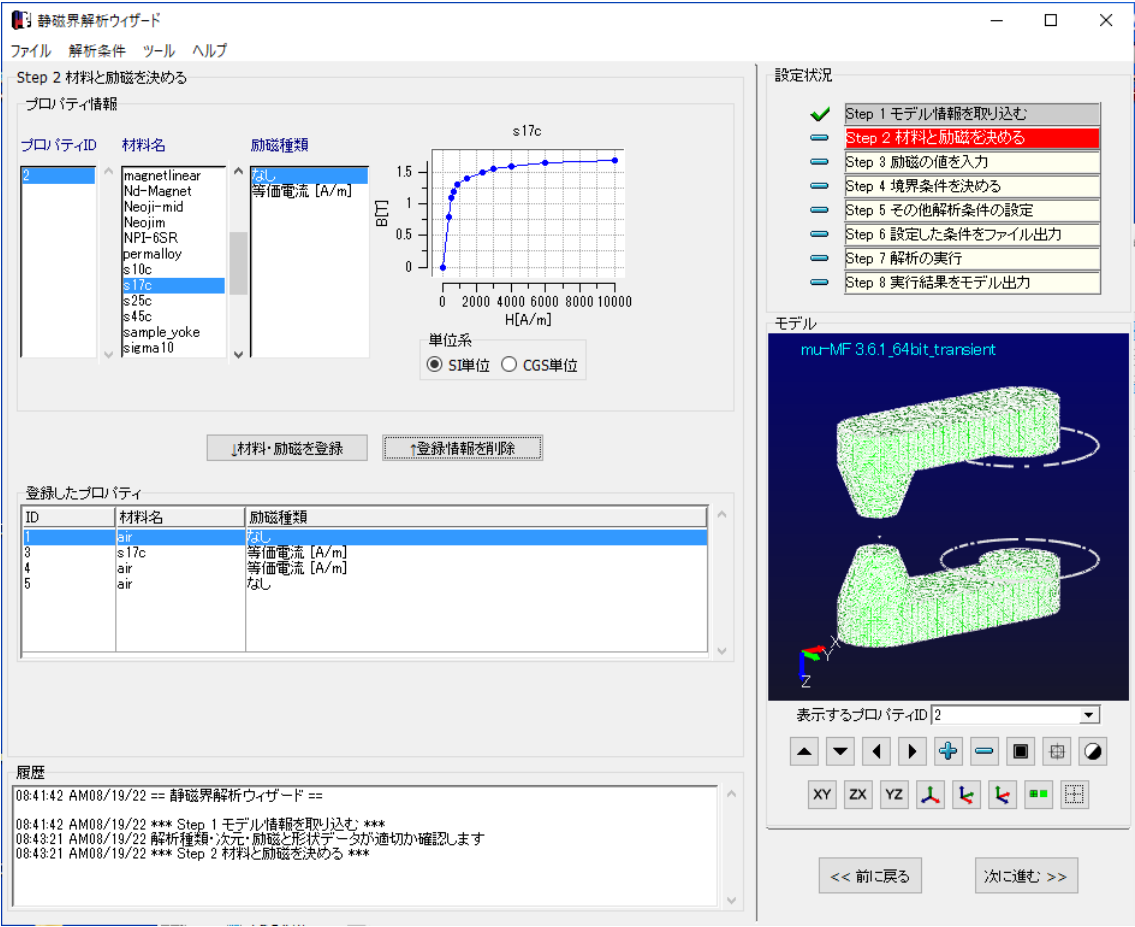 静磁界解析ウィザード
ファイル 解析条件 ツール ヘルプ
Step 2 材料と励磁を決める
プロパティ情報
プロパティID 材料名 励磁種類
2
magnetlinear
Nd-Magnet
Neoji-mid
Neojim
NPI-6SR
permalloy
s10c
s17c
s25c
s45c
sample_yoke
sigma10
なし
等価電流 [A/m]
s17c
B[T]
1.5
1
0.5
0
0 2000 4000 6000 8000 10000
H[A/m]
単位系
SI単位 CGS単位
↓材料・励磁を登録 ↑登録情報を削除
登録したプロパティ
ID 材料名 励磁種類
1 air なし
3 s17c 等価電流 [A/m]
4 air 等価電流 [A/m]
5 air なし
履歴
08:41:42 AM08/19/22 == 静磁界解析ウィザード ==
08:41:42 AM08/19/22 *** Step 1 モデル情報を取り込む ***
08:43:21 AM08/19/22 解析種類・次元・励磁と形状データが適切か確認します
08:43:21 AM08/19/22 *** Step 2 材料と励磁を決める ***
設定状況
Step 1 モデル情報を取り込む
Step 2 材料と励磁を決める
Step 3 励磁の値を入力
Step 4 境界条件を決める
Step 5 その他解析条件の設定
Step 6 設定した条件をファイル出力
Step 7 解析の実行
Step 8 実行結果をモデル出力
モデル
mu-MF 3.6.1_64bit_transient
X
Y
Z
表示するプロパティID 2
XY ZX YZ
<< 前に戻る 次に進む >>